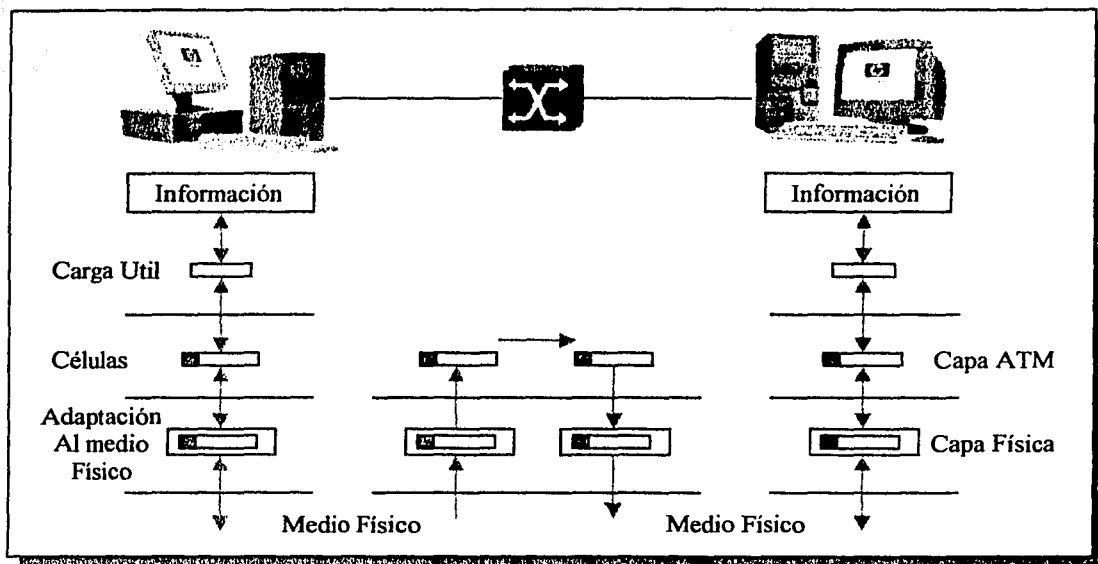 Información
Información
Carga Util
Células
Capa ATM
Adaptación
Al medio
Físico
Capa Física
Medio Físico
Medio Físico